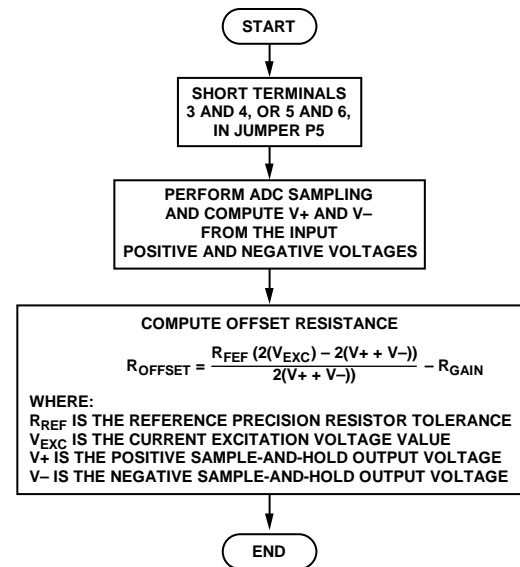 START
SHORT TERMINALS
3 AND 4, OR 5 AND 6,
IN JUMPER P5
PERFORM ADC SAMPLING
AND COMPUTE V+ AND V–
FROM THE INPUT
POSITIVE AND NEGATIVE VOLTAGES
COMPUTE OFFSET RESISTANCE
ROFFSET = RFEF (2(VEXC) – 2(V+ + V–)) / 2(V+ + V–)) – RGAIN
WHERE:
RREF IS THE REFERENCE PRECISION RESISTOR TOLERANCE
VEXC IS THE CURRENT EXCITATION VOLTAGE VALUE
V+ IS THE POSITIVE SAMPLE-AND-HOLD OUTPUT VOLTAGE
V– IS THE NEGATIVE SAMPLE-AND-HOLD OUTPUT VOLTAGE
END